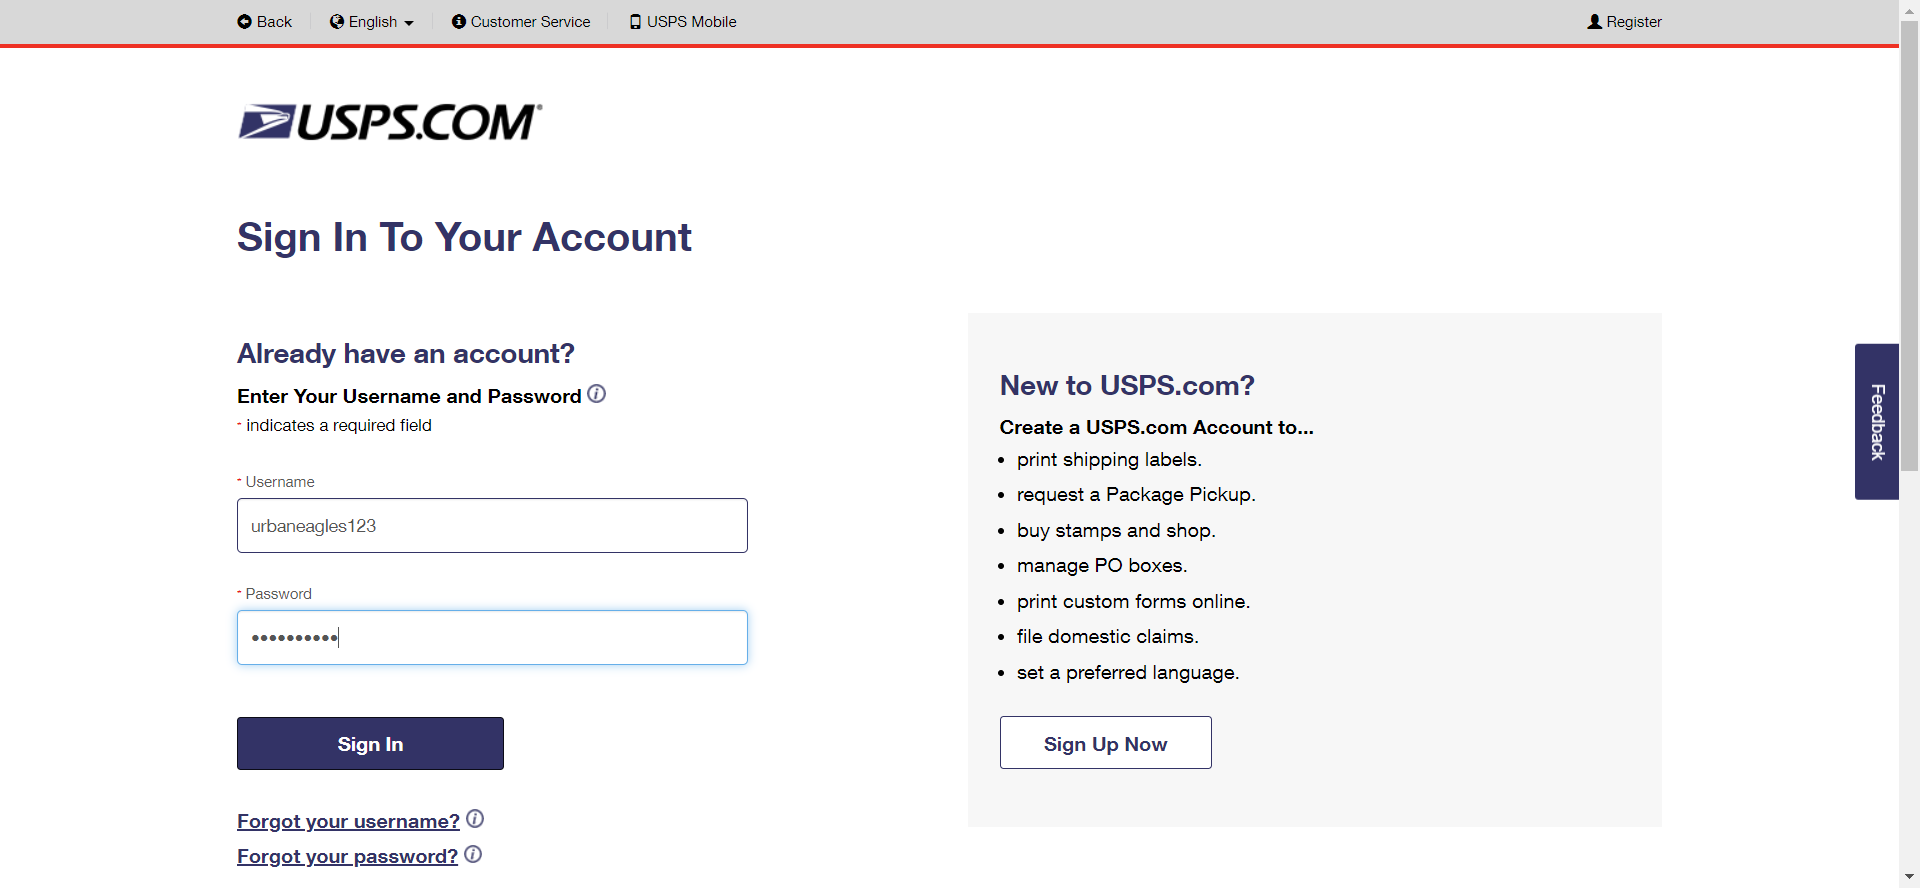 Back English Customer Service USPS Mobile Register
USPS.COM®
Sign In To Your Account
Already have an account?
Enter Your Username and Password
* indicates a required field
* Username
urbaneagles123
* Password
••••••••••
Sign In
Forgot your username?
Forgot your password?
New to USPS.com?
Create a USPS.com Account to...
• print shipping labels.
• request a Package Pickup.
• buy stamps and shop.
• manage PO boxes.
• print custom forms online.
• file domestic claims.
• set a preferred language.
Sign Up Now
Feedback